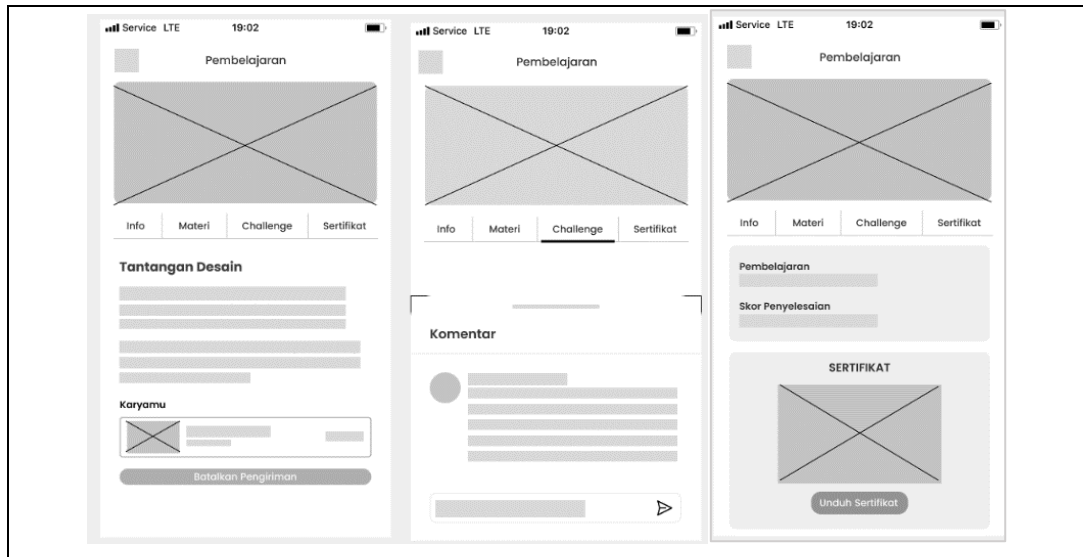 Service LTE 19:02
Pembelajaran
Info Materi Challenge Sertifikat
Tantangan Desain
Karyamu
Batalkan Pengiriman
Service LTE 19:02
Pembelajaran
Info Materi Challenge Sertifikat
Komentar
Service LTE 19:02
Pembelajaran
Info Materi Challenge Sertifikat
Pembelajaran
Skor Penyelesaian
SERTIFIKAT
Unduh Sertifikat